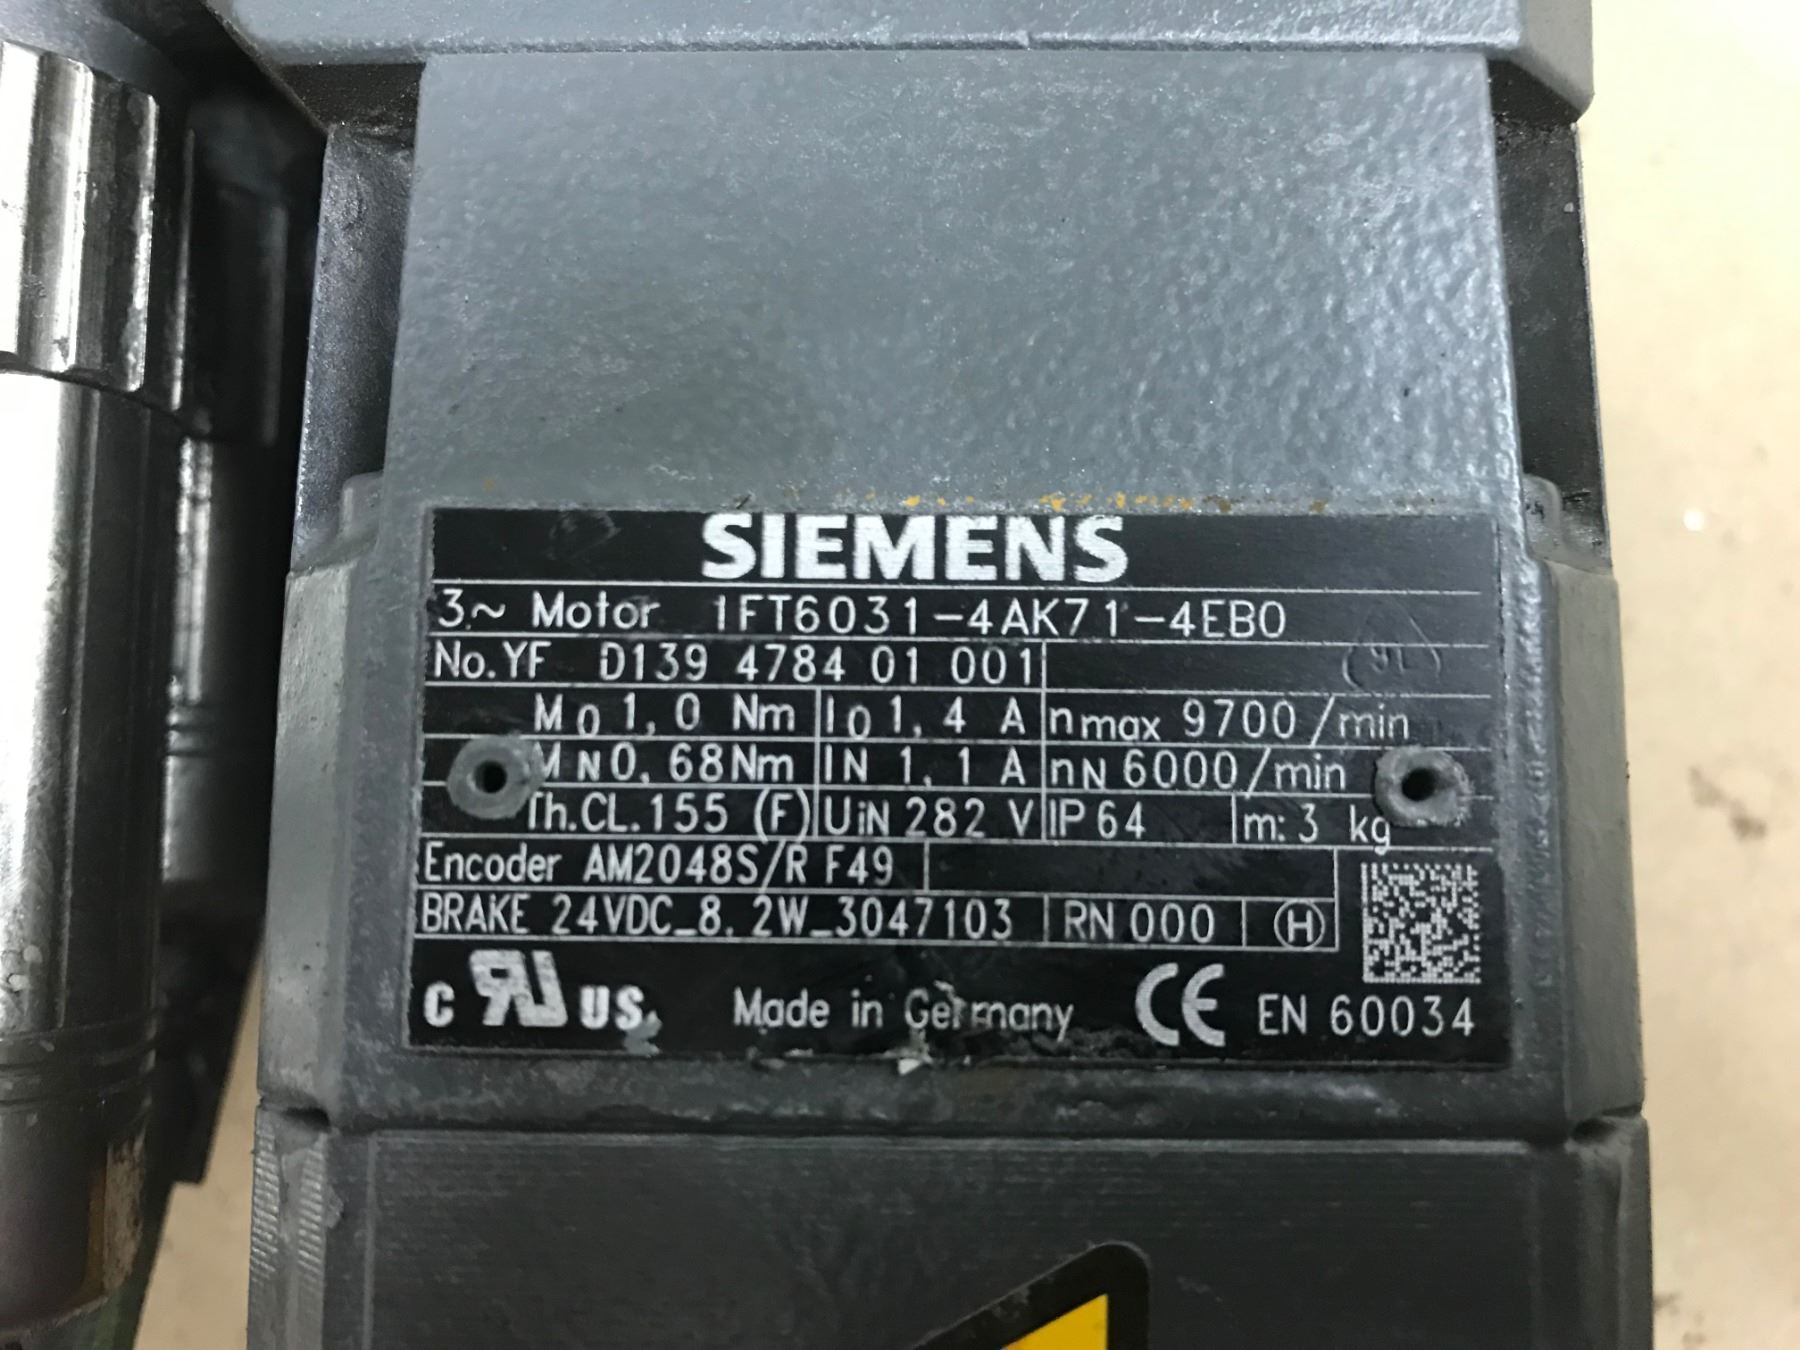 SIEMENS
3~ Motor 1FT6031-4AK71-4EB0
No.YF D139 4784 01 001
M0 1,0 Nm I0 1,4 A nmax 9700/min
MN 0,68Nm IN 1,1 A nN 6000/min
Th.CL.155 (F) UiN 282 V IP 64 m: 3 kg
Encoder AM2048S/R F49
BRAKE 24VDC_8,2W_3047103 RN 000 H
c RU US Made in Germany CE EN 60034